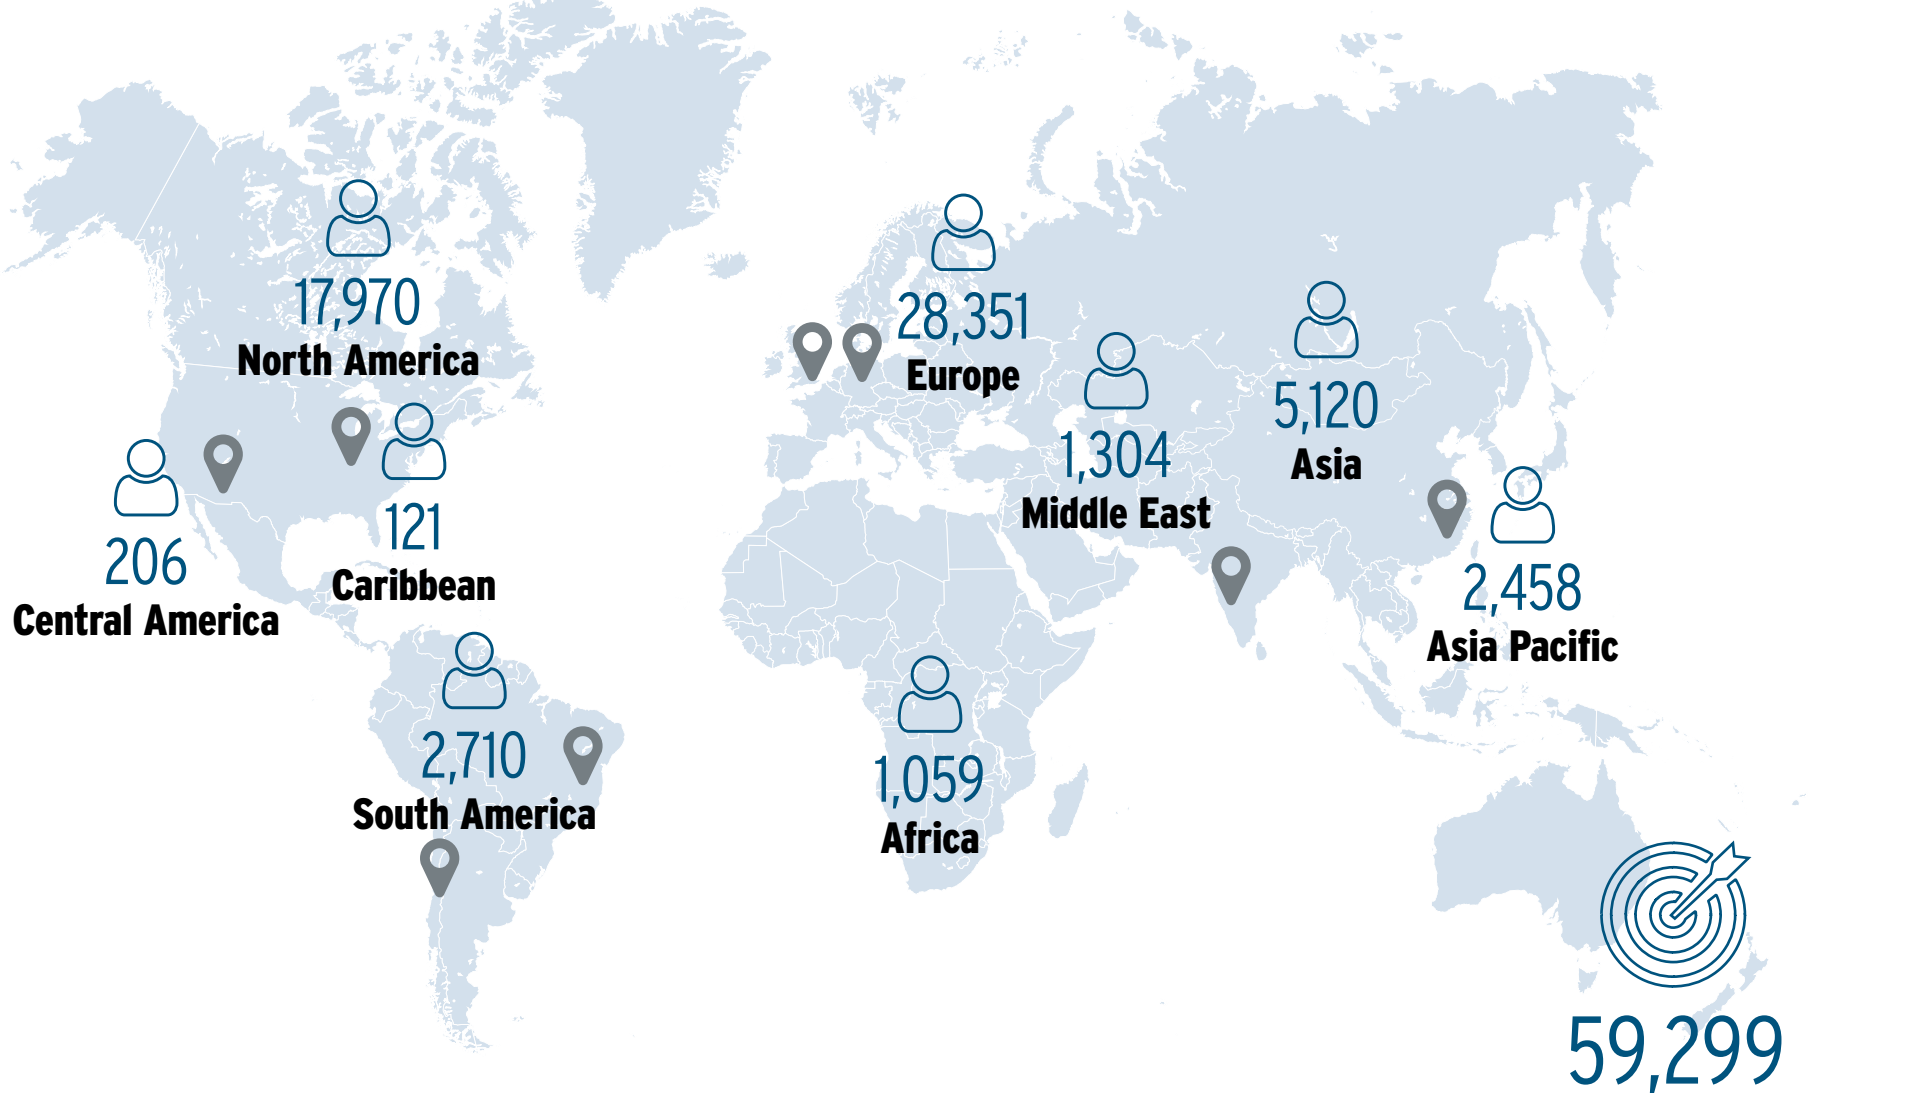 17,970
North America
28,351
Europe
5,120
Asia
1,304
Middle East
206
Central America
121
Caribbean
2,458
Asia Pacific
2,710
South America
1,059
Africa
59,299